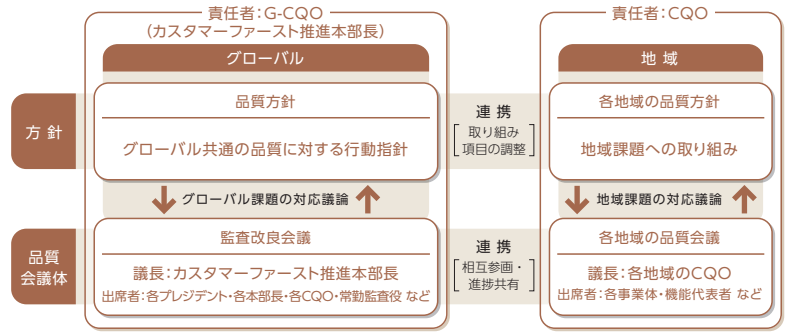 責任者：G-CQO
（カスタマーファースト推進本部長）
グローバル
責任者：CQO
地 域
方 針
品質方針
グローバル共通の品質に対する行動指針
連 携
取り組み
項目の調整
各地域の品質方針
地域課題への取り組み
グローバル課題の対応議論
地域課題の対応議論
品質
会議体
監査改良会議
議長：カスタマーファースト推進本部長
出席者：各プレジデント・各本部長・各CQO・常勤監査役 など
連 携
相互参画・
進捗共有
各地域の品質会議
議長：各地域のCQO
出席者：各事業体・機能代表者 など